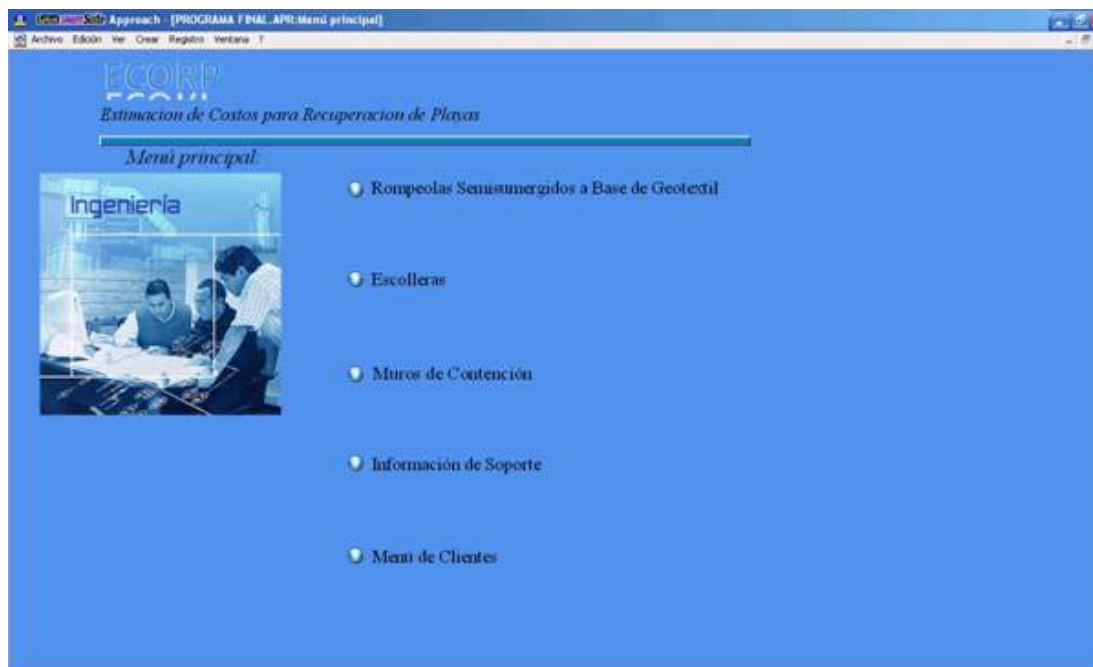 Lotus SmartSuite Approach - [PROGRAMA FINAL.APR:Menú principal]
Archivo Edición Ver Crear Registro Ventana ?
ECORP
Estimacion de Costos para Recuperacion de Playas
Menú principal:
Ingeniería
Rompeolas Semisumergidos a Base de Geotextil
Escolleras
Muros de Contención
Información de Soporte
Menú de Clientes